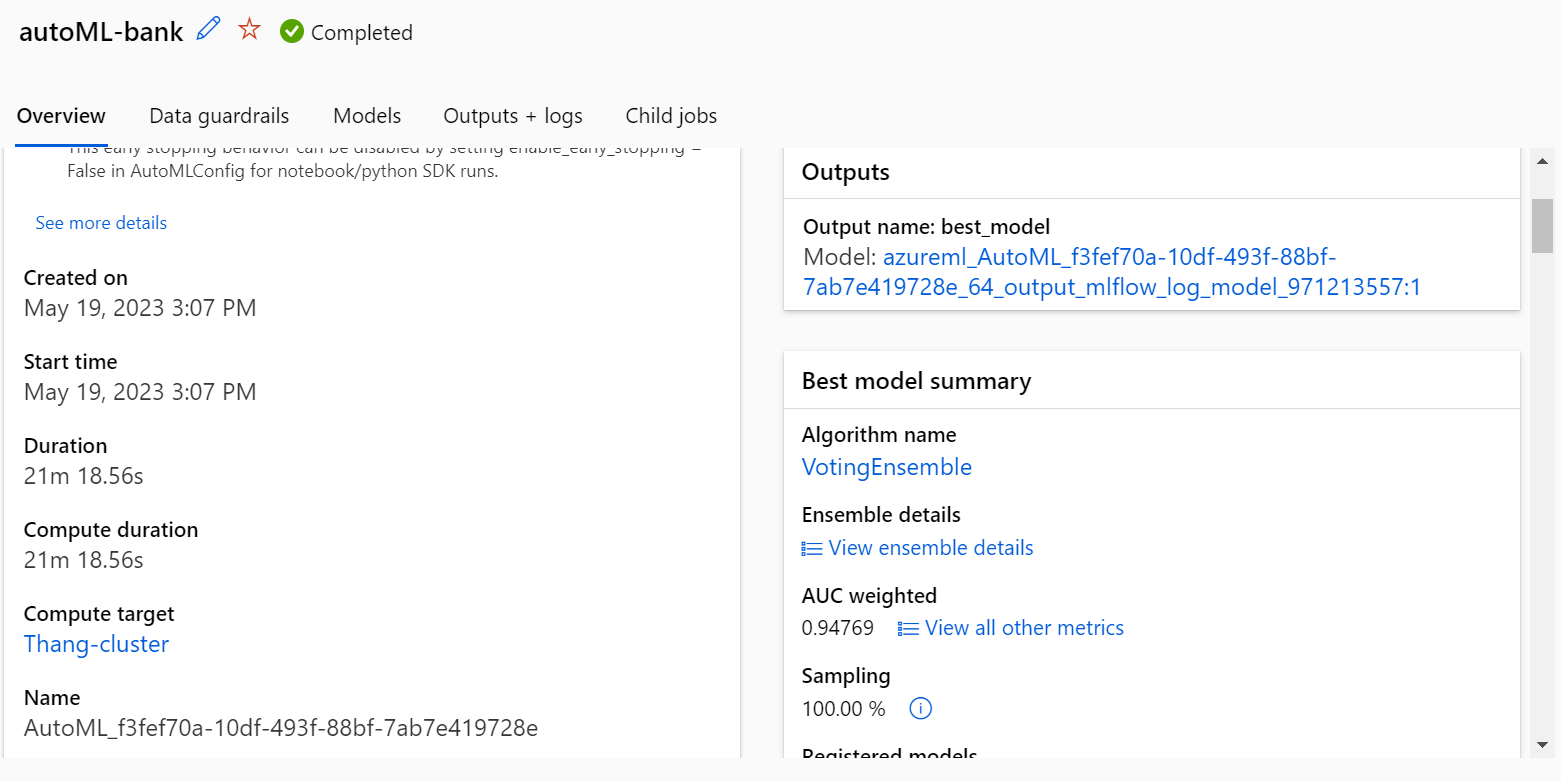 autoML-bank Completed
Overview Data guardrails Models Outputs + logs Child jobs
This early stopping behavior can be disabled by setting enable_early_stopping =
False in AutoMLConfig for notebook/python SDK runs.
See more details
Created on
May 19, 2023 3:07 PM
Start time
May 19, 2023 3:07 PM
Duration
21m 18.56s
Compute duration
21m 18.56s
Compute target
Thang-cluster
Name
AutoML_f3fef70a-10df-493f-88bf-7ab7e419728e
Outputs
Output name: best_model
Model: azureml_AutoML_f3fef70a-10df-493f-88bf-
7ab7e419728e_64_output_mlflow_log_model_971213557:1
Best model summary
Algorithm name
VotingEnsemble
Ensemble details
View ensemble details
AUC weighted
0.94769 View all other metrics
Sampling
100.00 %
Registered models